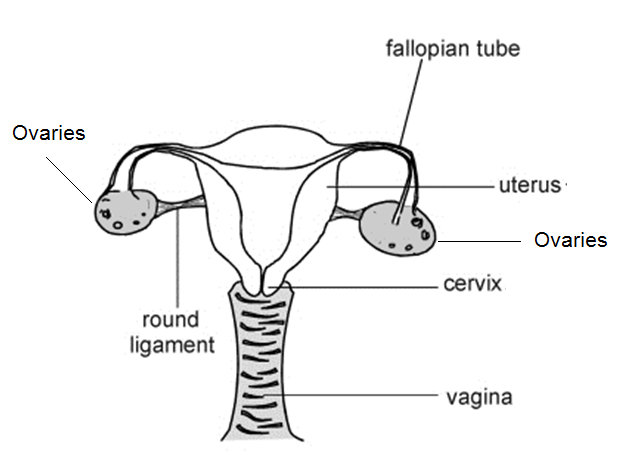 fallopian tube
Ovaries
uterus
Ovaries
cervix
round
ligament
vagina